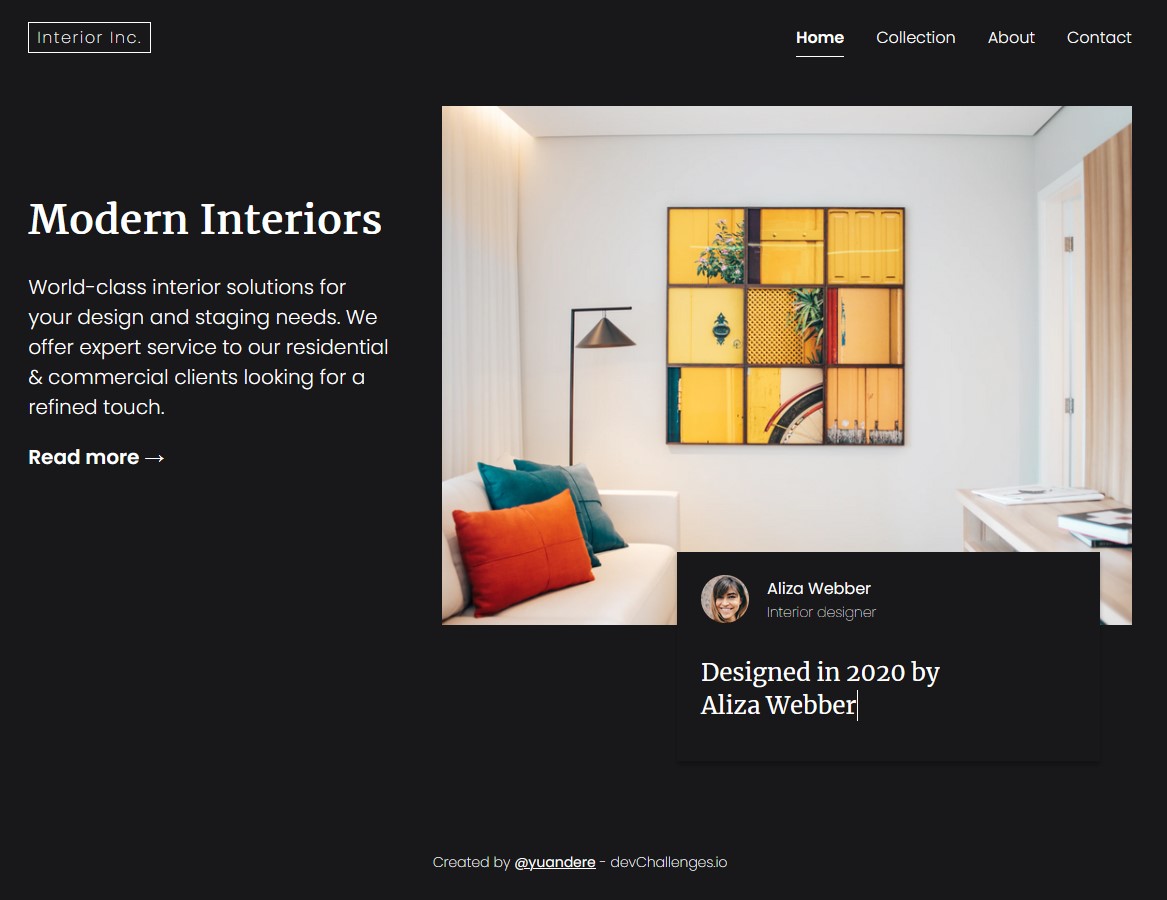 Interior Inc.
Home Collection About Contact
Modern Interiors
World-class interior solutions for
your design and staging needs. We
offer expert service to our residential
& commercial clients looking for a
refined touch.
Read more →
Aliza Webber
Interior designer
Designed in 2020 by
Aliza Webber
Created by @yuandere - devChallenges.io